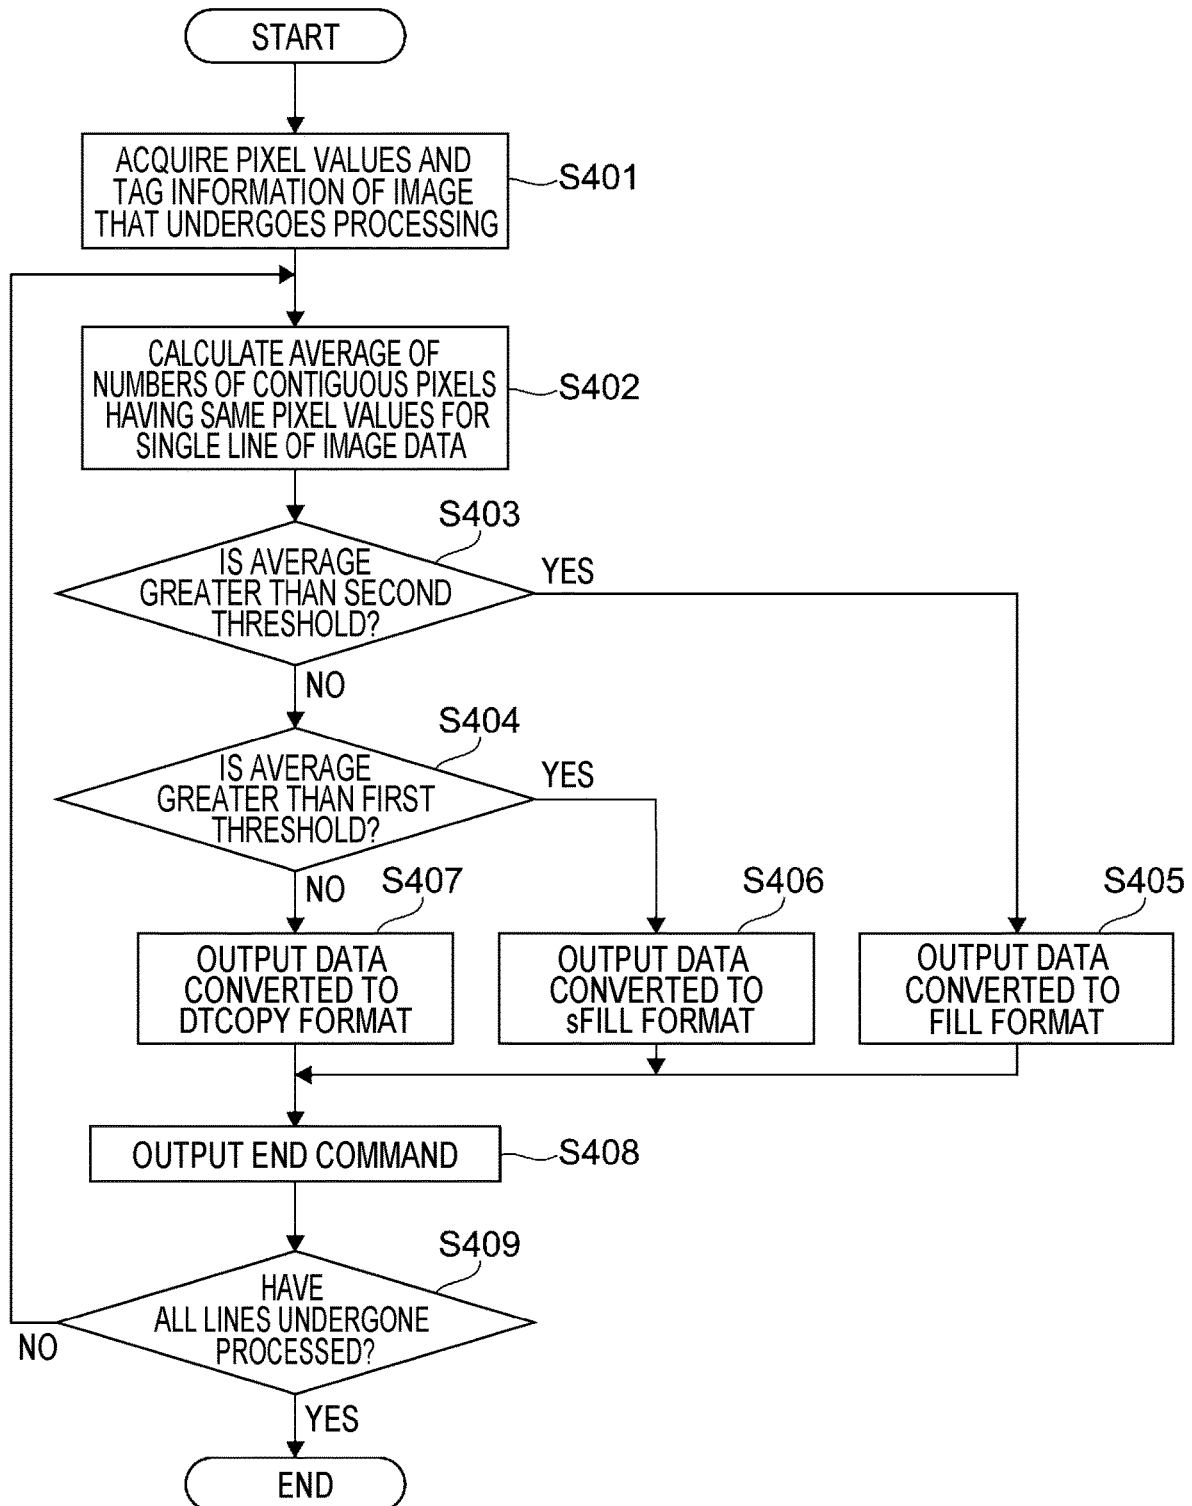 START
ACQUIRE PIXEL VALUES AND
TAG INFORMATION OF IMAGE
THAT UNDERGOES PROCESSING
S401
CALCULATE AVERAGE OF
NUMBERS OF CONTIGUOUS PIXELS
HAVING SAME PIXEL VALUES FOR
SINGLE LINE OF IMAGE DATA
S402
S403
IS AVERAGE
GREATER THAN SECOND
THRESHOLD?
YES
NO
S404
IS AVERAGE
GREATER THAN FIRST
THRESHOLD?
YES
NO
S407
OUTPUT DATA
CONVERTED TO
DTCOPY FORMAT
S406
OUTPUT DATA
CONVERTED TO
sFILL FORMAT
S405
OUTPUT DATA
CONVERTED TO
FILL FORMAT
OUTPUT END COMMAND
S408
S409
HAVE
ALL LINES UNDERGONE
PROCESSED?
NO
YES
END